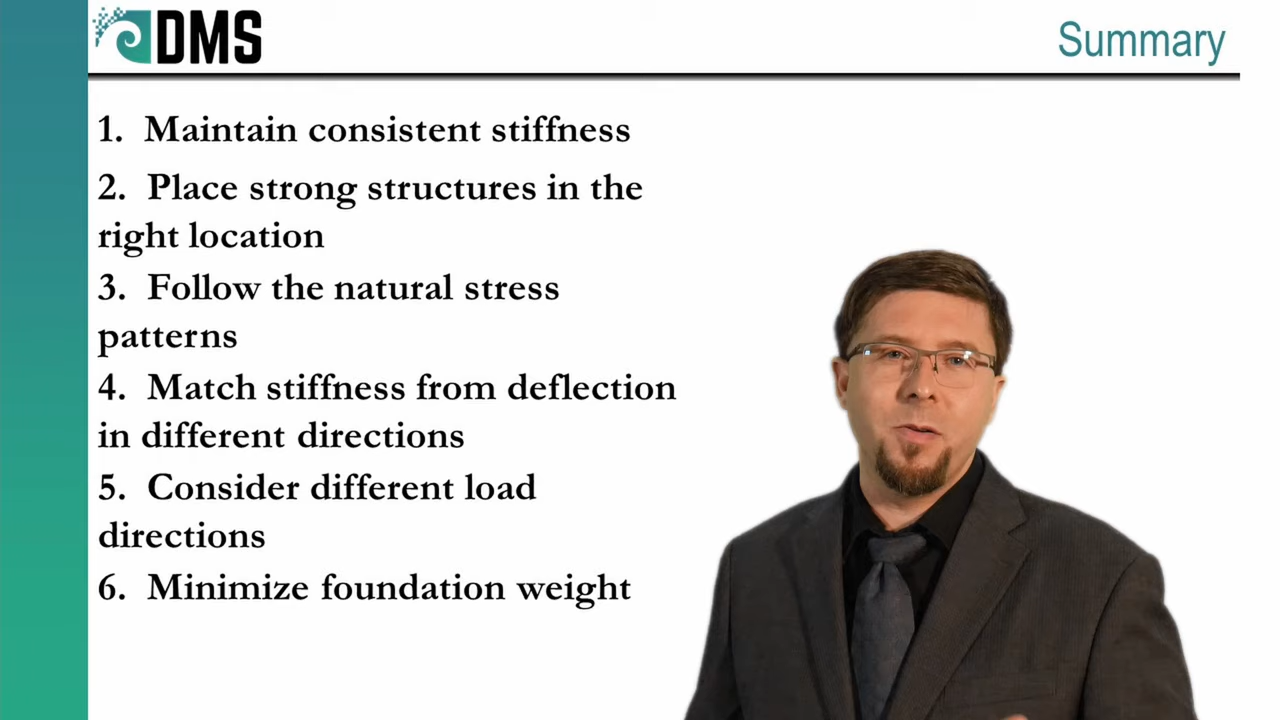 DMS
Summary
1. Maintain consistent stiffness
2. Place strong structures in the
right location
3. Follow the natural stress
patterns
4. Match stiffness from deflection
in different directions
5. Consider different load
directions
6. Minimize foundation weight